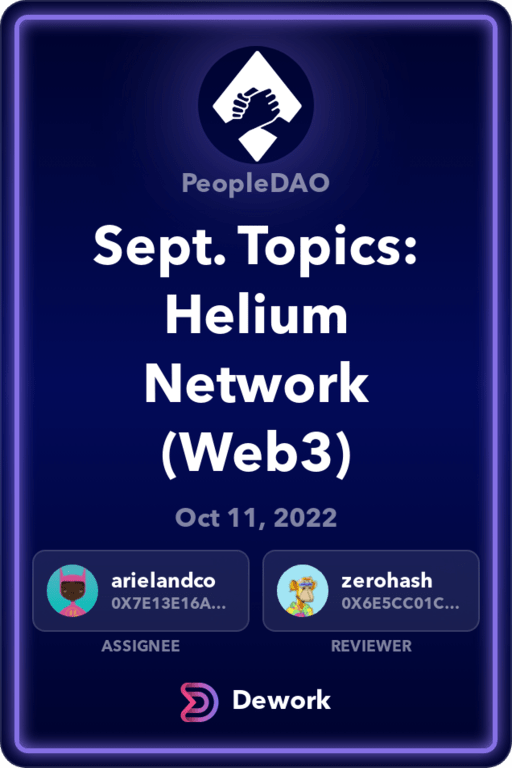 PeopleDAO
Sept. Topics:
Helium
Network
(Web3)
Oct 11, 2022
arielandco
0X7E13E16A...
zerohash
0X6E5CC01C...
ASSIGNEE
REVIEWER
Dework